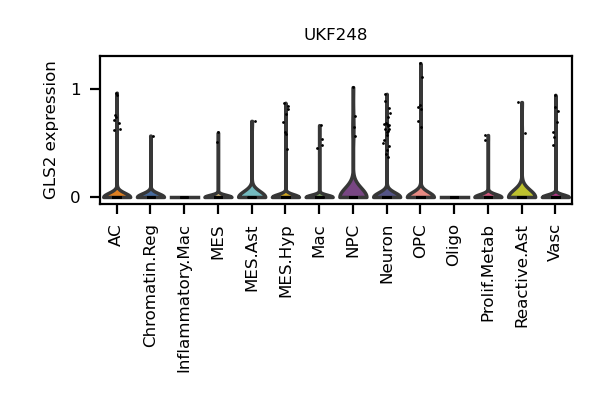 UKF248
GLS2 expression
1
0
AC
Chromatin.Reg
Inflammatory.Mac
MES
MES.Ast
MES.Hyp
Mac
NPC
Neuron
OPC
Oligo
Prolif.Metab
Reactive.Ast
Vasc